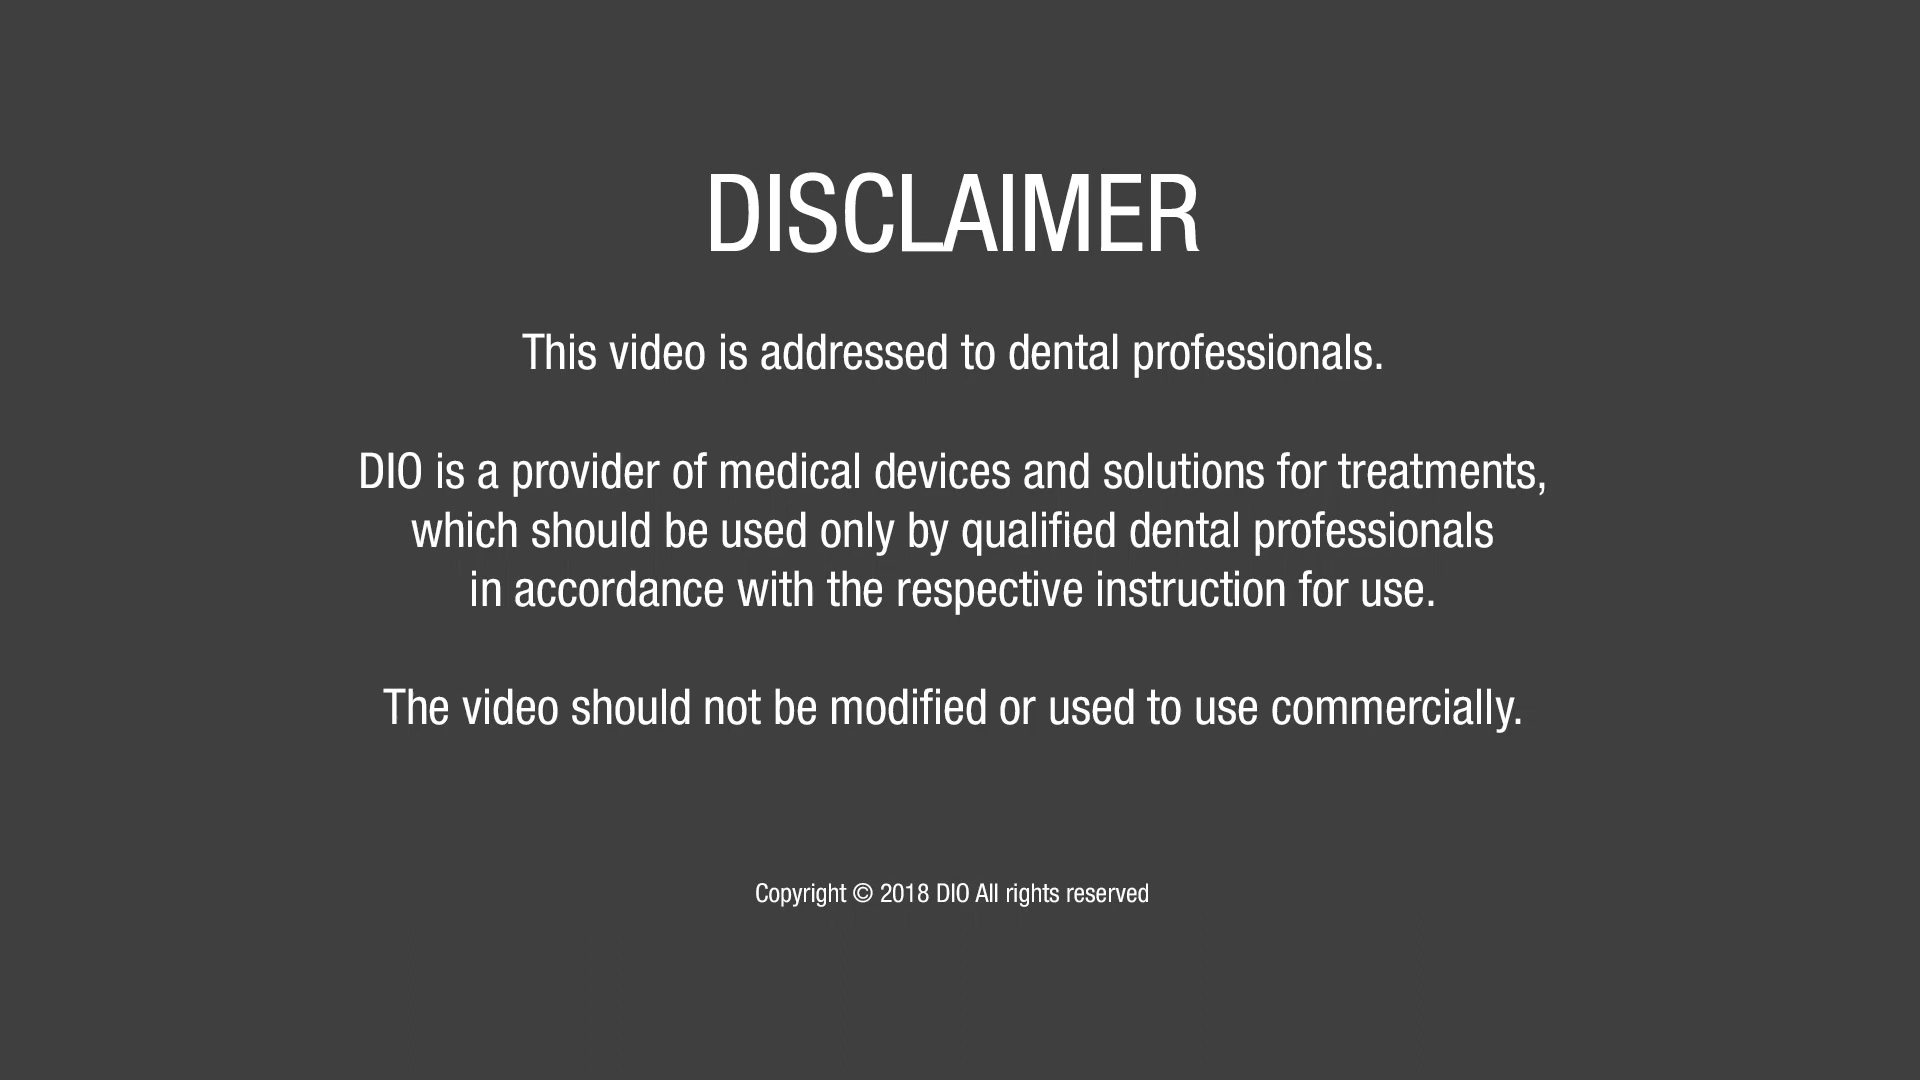 DISCLAIMER
This video is addressed to dental professionals.
DIO is a provider of medical devices and solutions for treatments,
which should be used only by qualified dental professionals
in accordance with the respective instruction for use.
The video should not be modified or used to use commercially.
Copyright © 2018 DIO All rights reserved